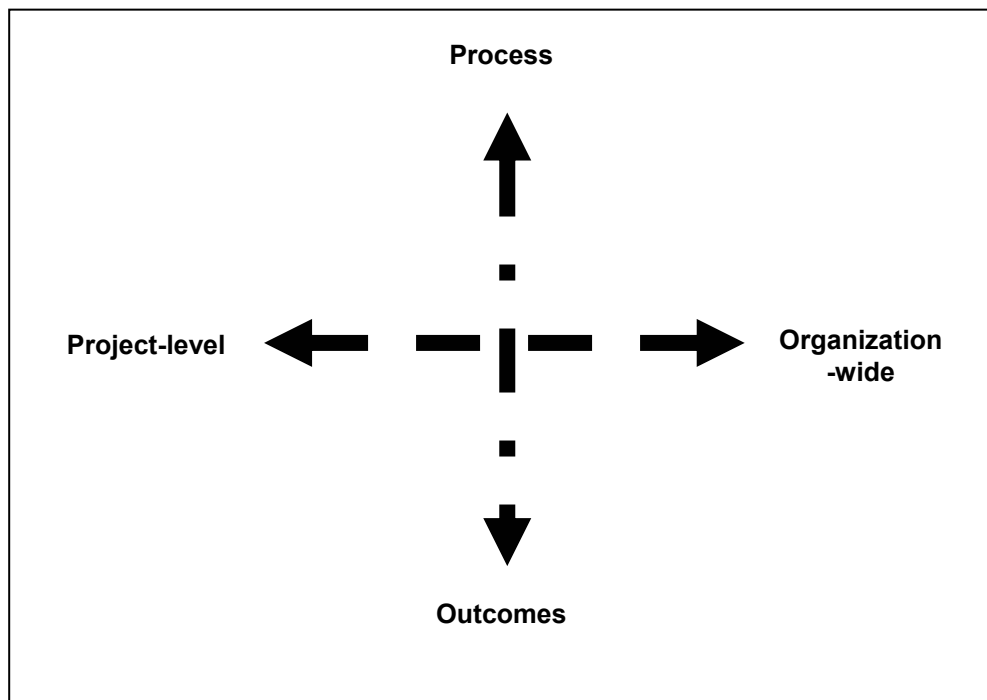 Process
Project-level
Organization
-wide
Outcomes